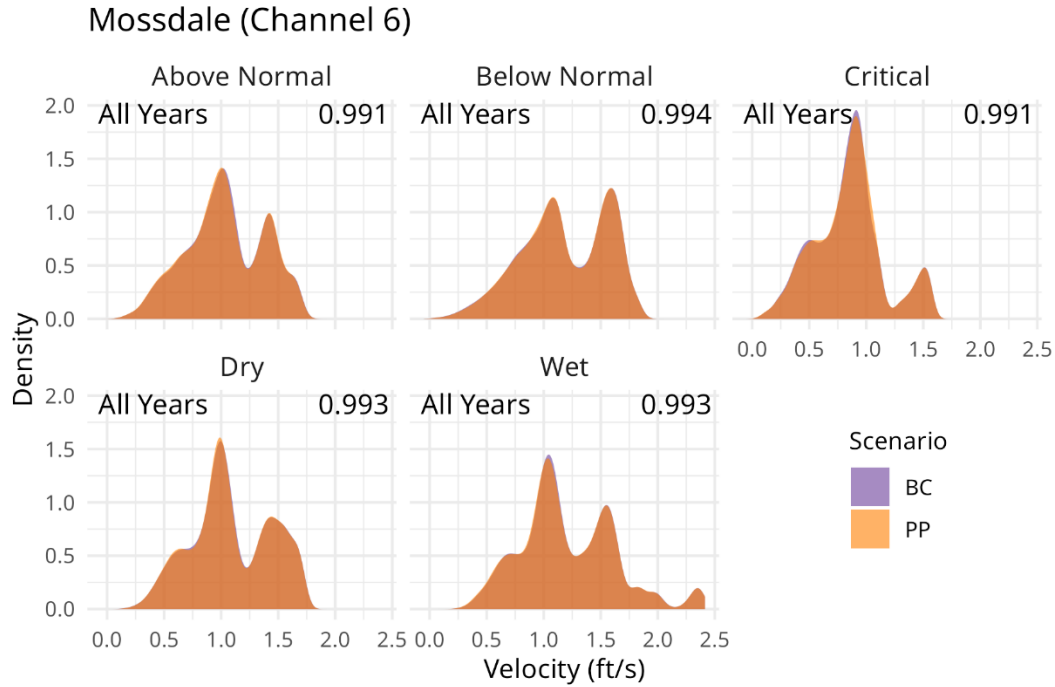 Mossdale (Channel 6)
Above Normal
Below Normal
Critical
2.0
1.5
1.0
0.5
0.0
All Years 0.991
All Years 0.994
All Years 0.991
0.0 0.5 1.0 1.5 2.0 2.5
Density
Dry
Wet
2.0
1.5
1.0
0.5
0.0
All Years 0.993
All Years 0.993
0.0 0.5 1.0 1.5 2.0 2.5
0.0 0.5 1.0 1.5 2.0 2.5
Velocity (ft/s)
Scenario
BC
PP